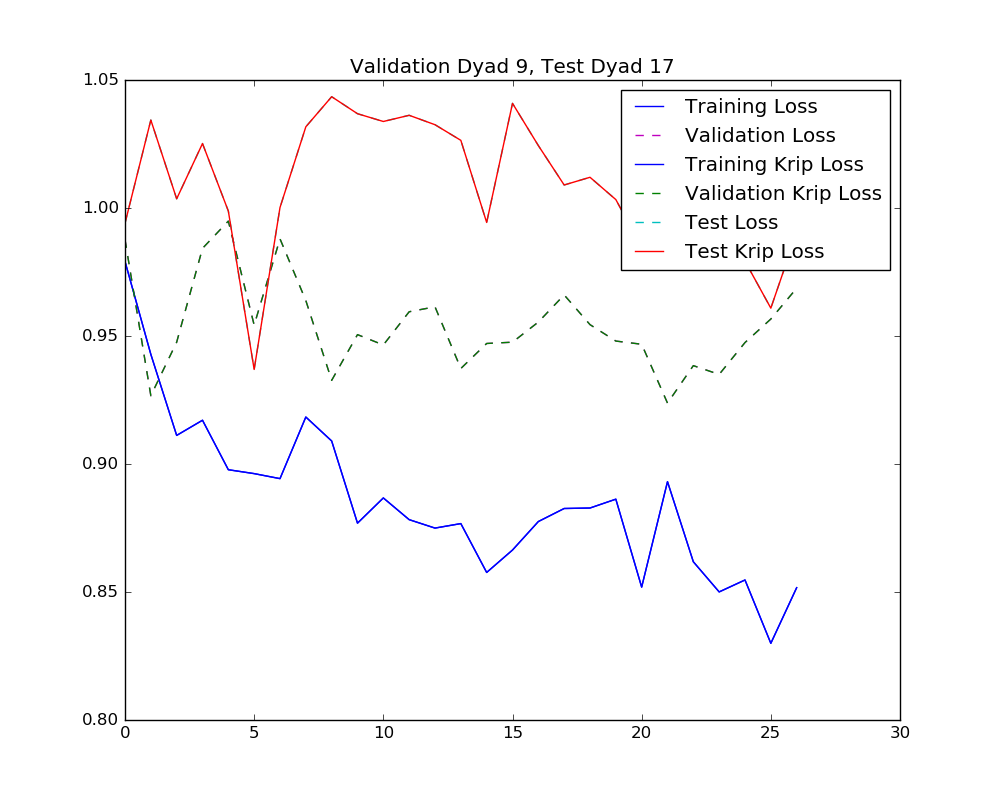 Validation Dyad 9, Test Dyad 17
1.05
1.00
0.95
0.90
0.85
0.80
0
5
10
15
20
25
30
Training Loss
Validation Loss
Training Krip Loss
Validation Krip Loss
Test Loss
Test Krip Loss